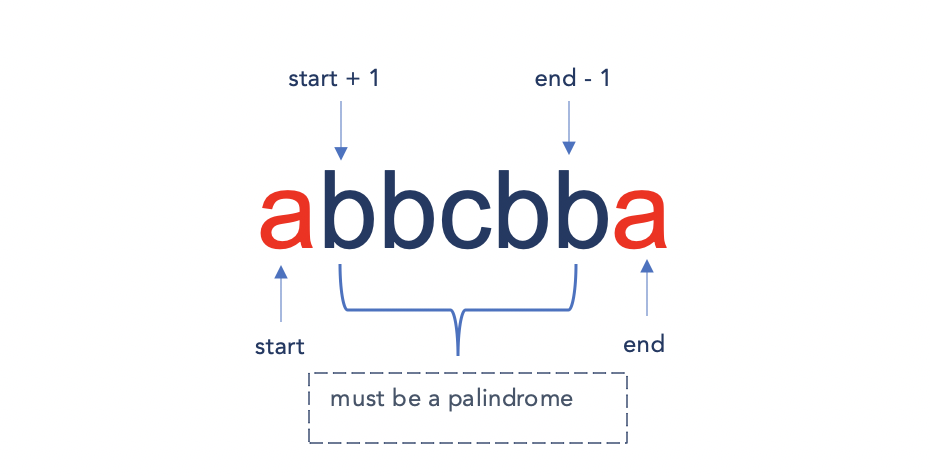 start + 1 end - 1
abbcbba
start end
must be a palindrome